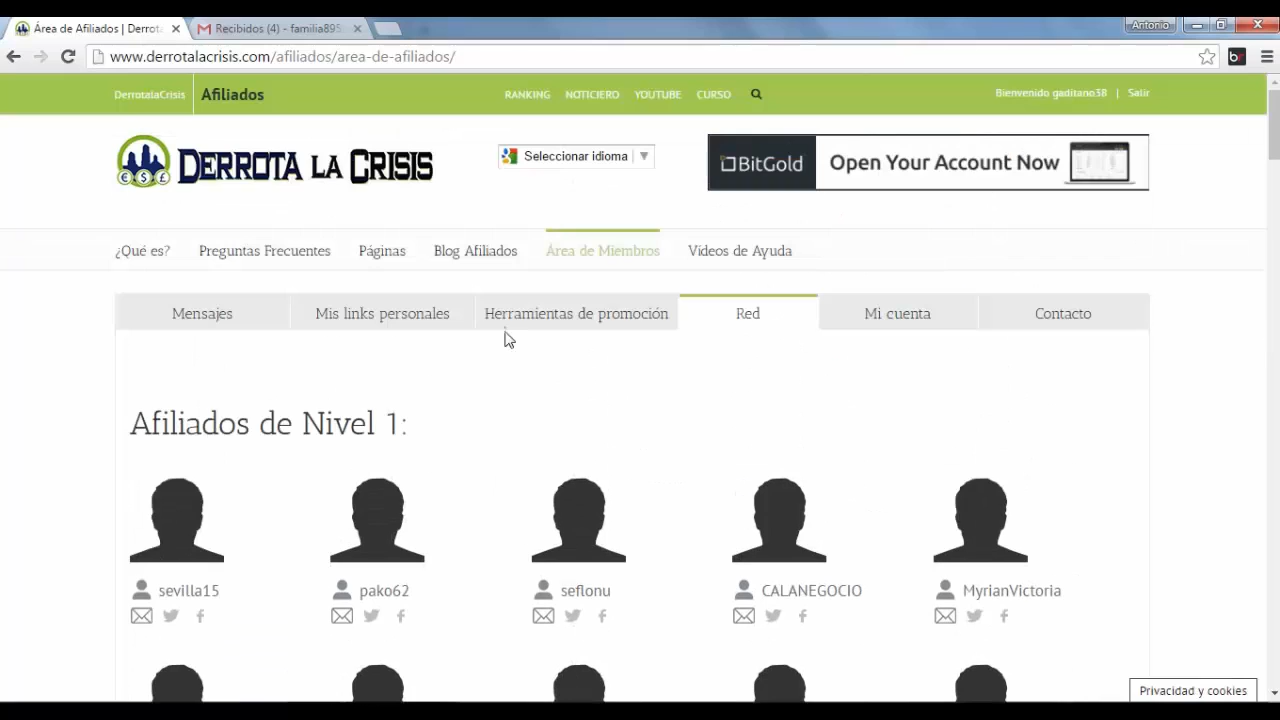 Área de Afiliados | Derrot
Recibidos (4) - familia895
Antonio
www.derrotalacrisis.com/afiliados/area-de-afiliados/
DerrotalaCrisis
Afiliados
RANKING
NOTICIERO
YOUTUBE
CURSO
Bienvenido gaditano38 | Salir
DERROTA LA CRISIS
Seleccionar idioma
BitGold
Open Your Account Now
¿Qué es?
Preguntas Frecuentes
Páginas
Blog Afiliados
Área de Miembros
Vídeos de Ayuda
Mensajes
Mis links personales
Herramientas de promoción
Red
Mi cuenta
Contacto
Afiliados de Nivel 1:
sevilla15
pako62
seflonu
CALANEGOCIO
MyrianVictoria
Privacidad y cookies